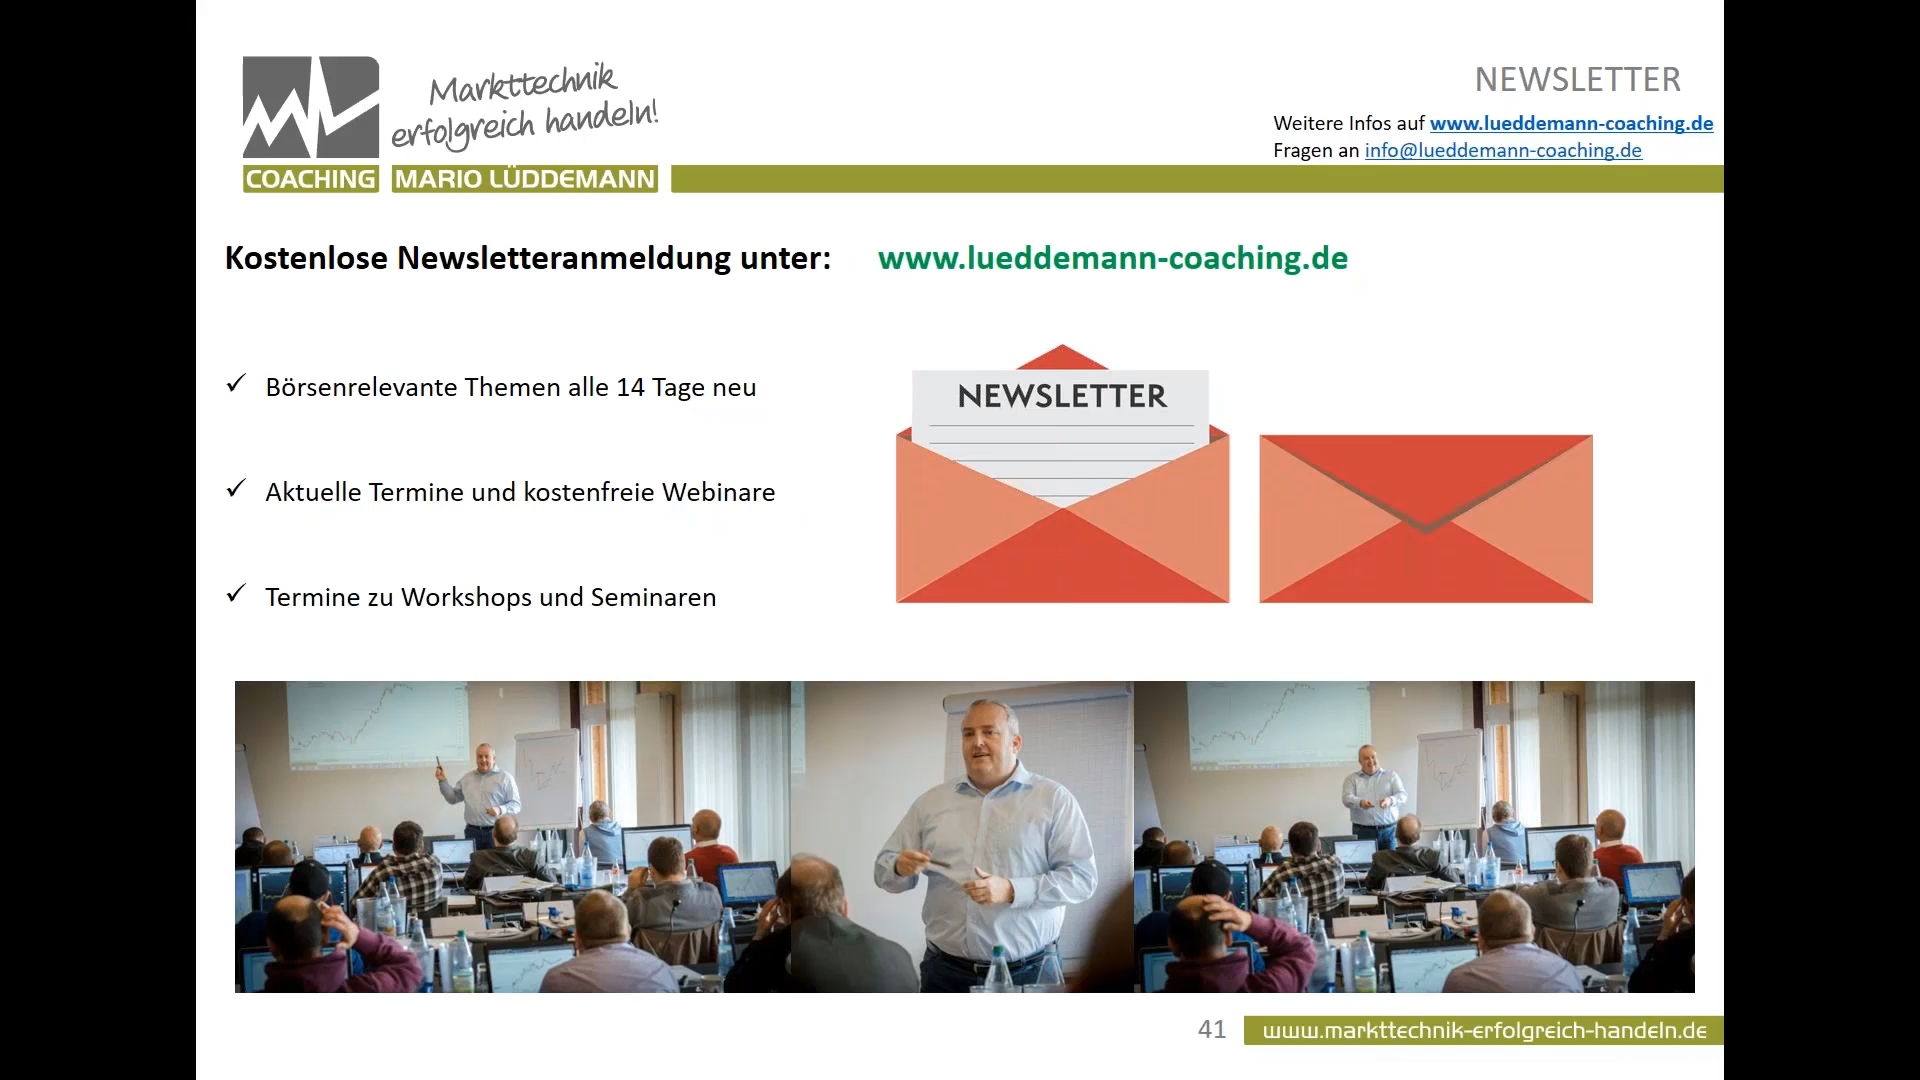 Markttechnik
erfolgreich handeln!
COACHING MARIO LÜDDEMANN
NEWSLETTER
Weitere Infos auf www.lueddemann-coaching.de
Fragen an info@lueddemann-coaching.de
Kostenlose Newsletteranmeldung unter: www.lueddemann-coaching.de
✓ Börsenrelevante Themen alle 14 Tage neu
✓ Aktuelle Termine und kostenfreie Webinare
✓ Termine zu Workshops und Seminaren
NEWSLETTER
41 www.markttechnik-erfolgreich-handeln.de